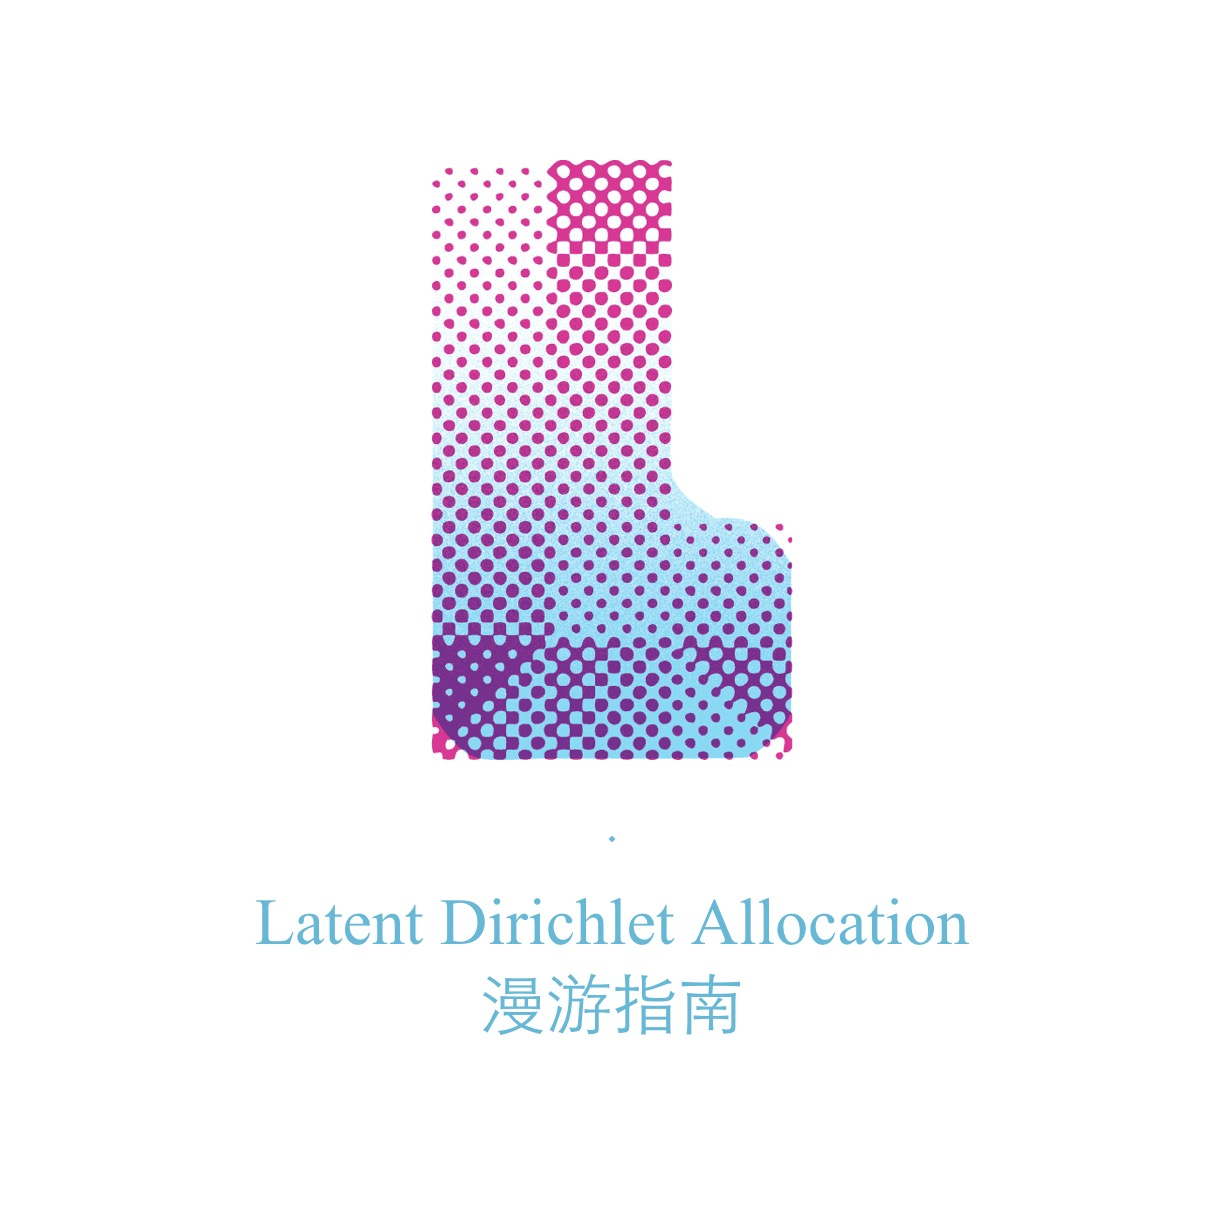 L
Latent Dirichlet Allocation
漫游指南